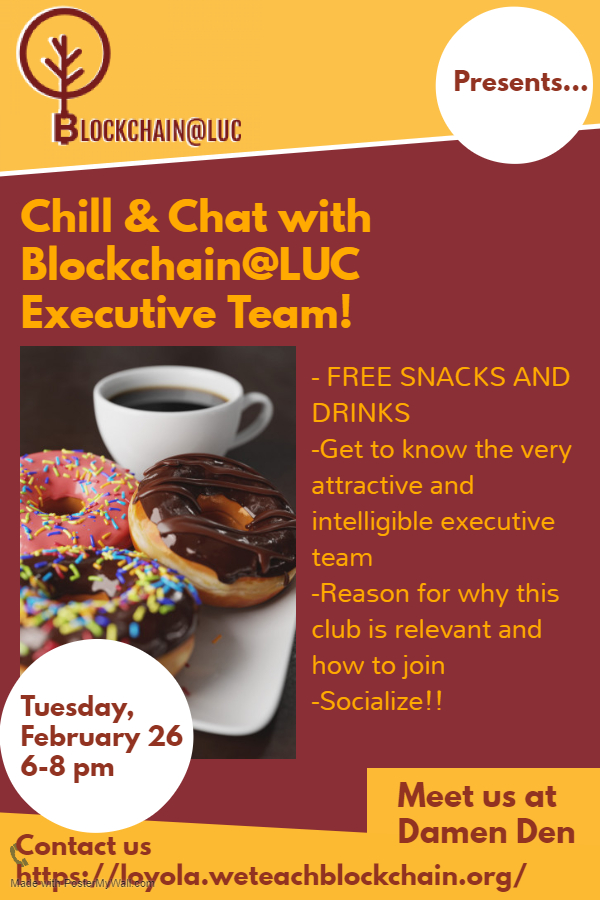 BLOCKCHAIN@LUC
Presents...
Chill & Chat with
Blockchain@LUC
Executive Team!
- FREE SNACKS AND
DRINKS
-Get to know the very
attractive and
intelligible executive
team
-Reason for why this
club is relevant and
how to join
-Socialize!!
Tuesday,
February 26
6-8 pm
Meet us at
Damen Den
Contact us
https://loyola.weteachblockchain.org/
Made with PosterMyWall.com